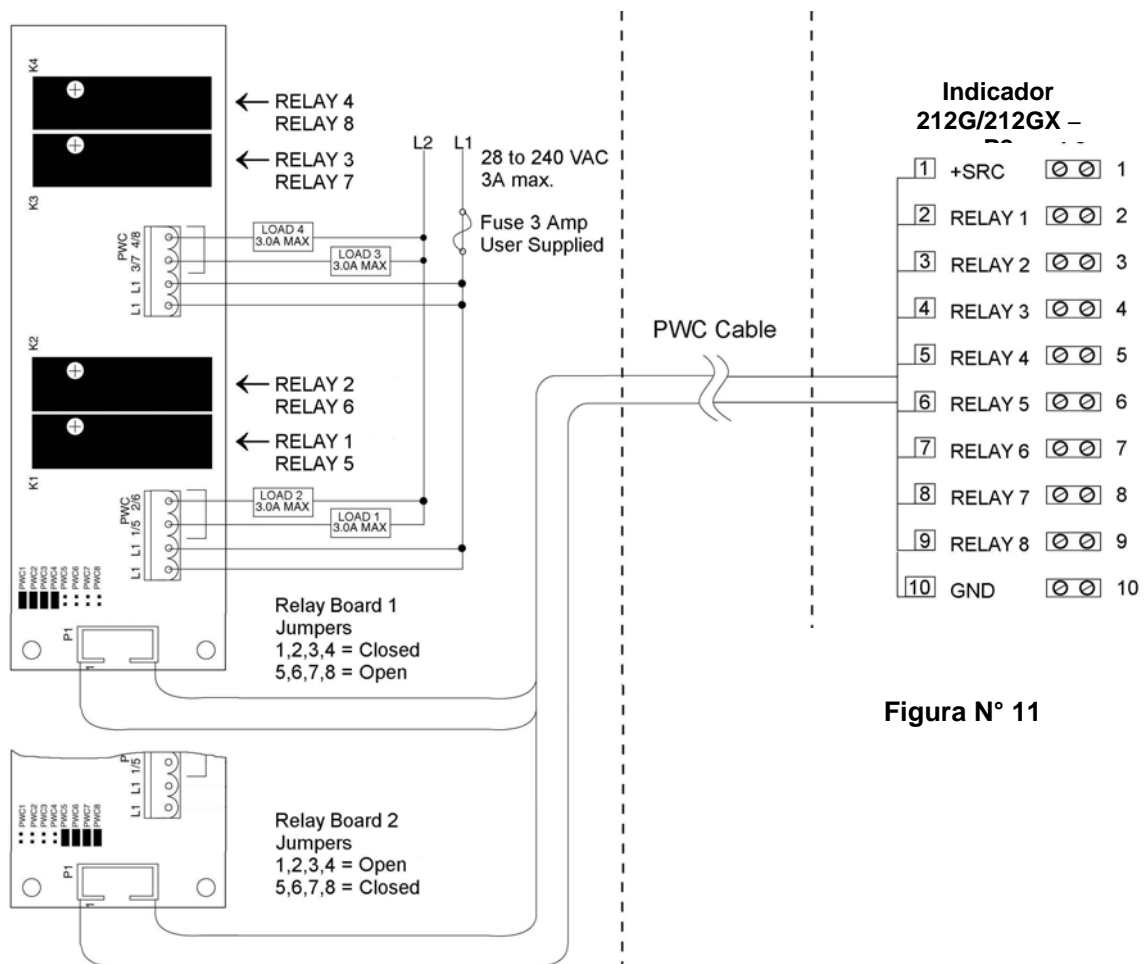 K4
RELAY 4
RELAY 8
K3
RELAY 3
RELAY 7
L2
L1
28 to 240 VAC
3A max.
Fuse 3 Amp
User Supplied
PWC
4/8
3/7
L1
L1
LOAD 4
3.0A MAX
LOAD 3
3.0A MAX
K2
RELAY 2
RELAY 6
K1
RELAY 1
RELAY 5
PWC
2/6
1/5
L1
L1
LOAD 2
3.0A MAX
LOAD 1
3.0A MAX
PWC1
PWC2
PWC3
PWC4
PWC5
PWC6
PWC7
PWC8
P1
1
Relay Board 1
Jumpers
1,2,3,4 = Closed
5,6,7,8 = Open
P
1/5
L1
L1
PWC1
PWC2
PWC3
PWC4
PWC5
PWC6
PWC7
PWC8
P1
1
Relay Board 2
Jumpers
1,2,3,4 = Open
5,6,7,8 = Closed
PWC Cable
Indicador
212G/212GX –
1 +SRC 1
2 RELAY 1 2
3 RELAY 2 3
4 RELAY 3 4
5 RELAY 4 5
6 RELAY 5 6
7 RELAY 6 7
8 RELAY 7 8
9 RELAY 8 9
10 GND 10
Figura N° 11